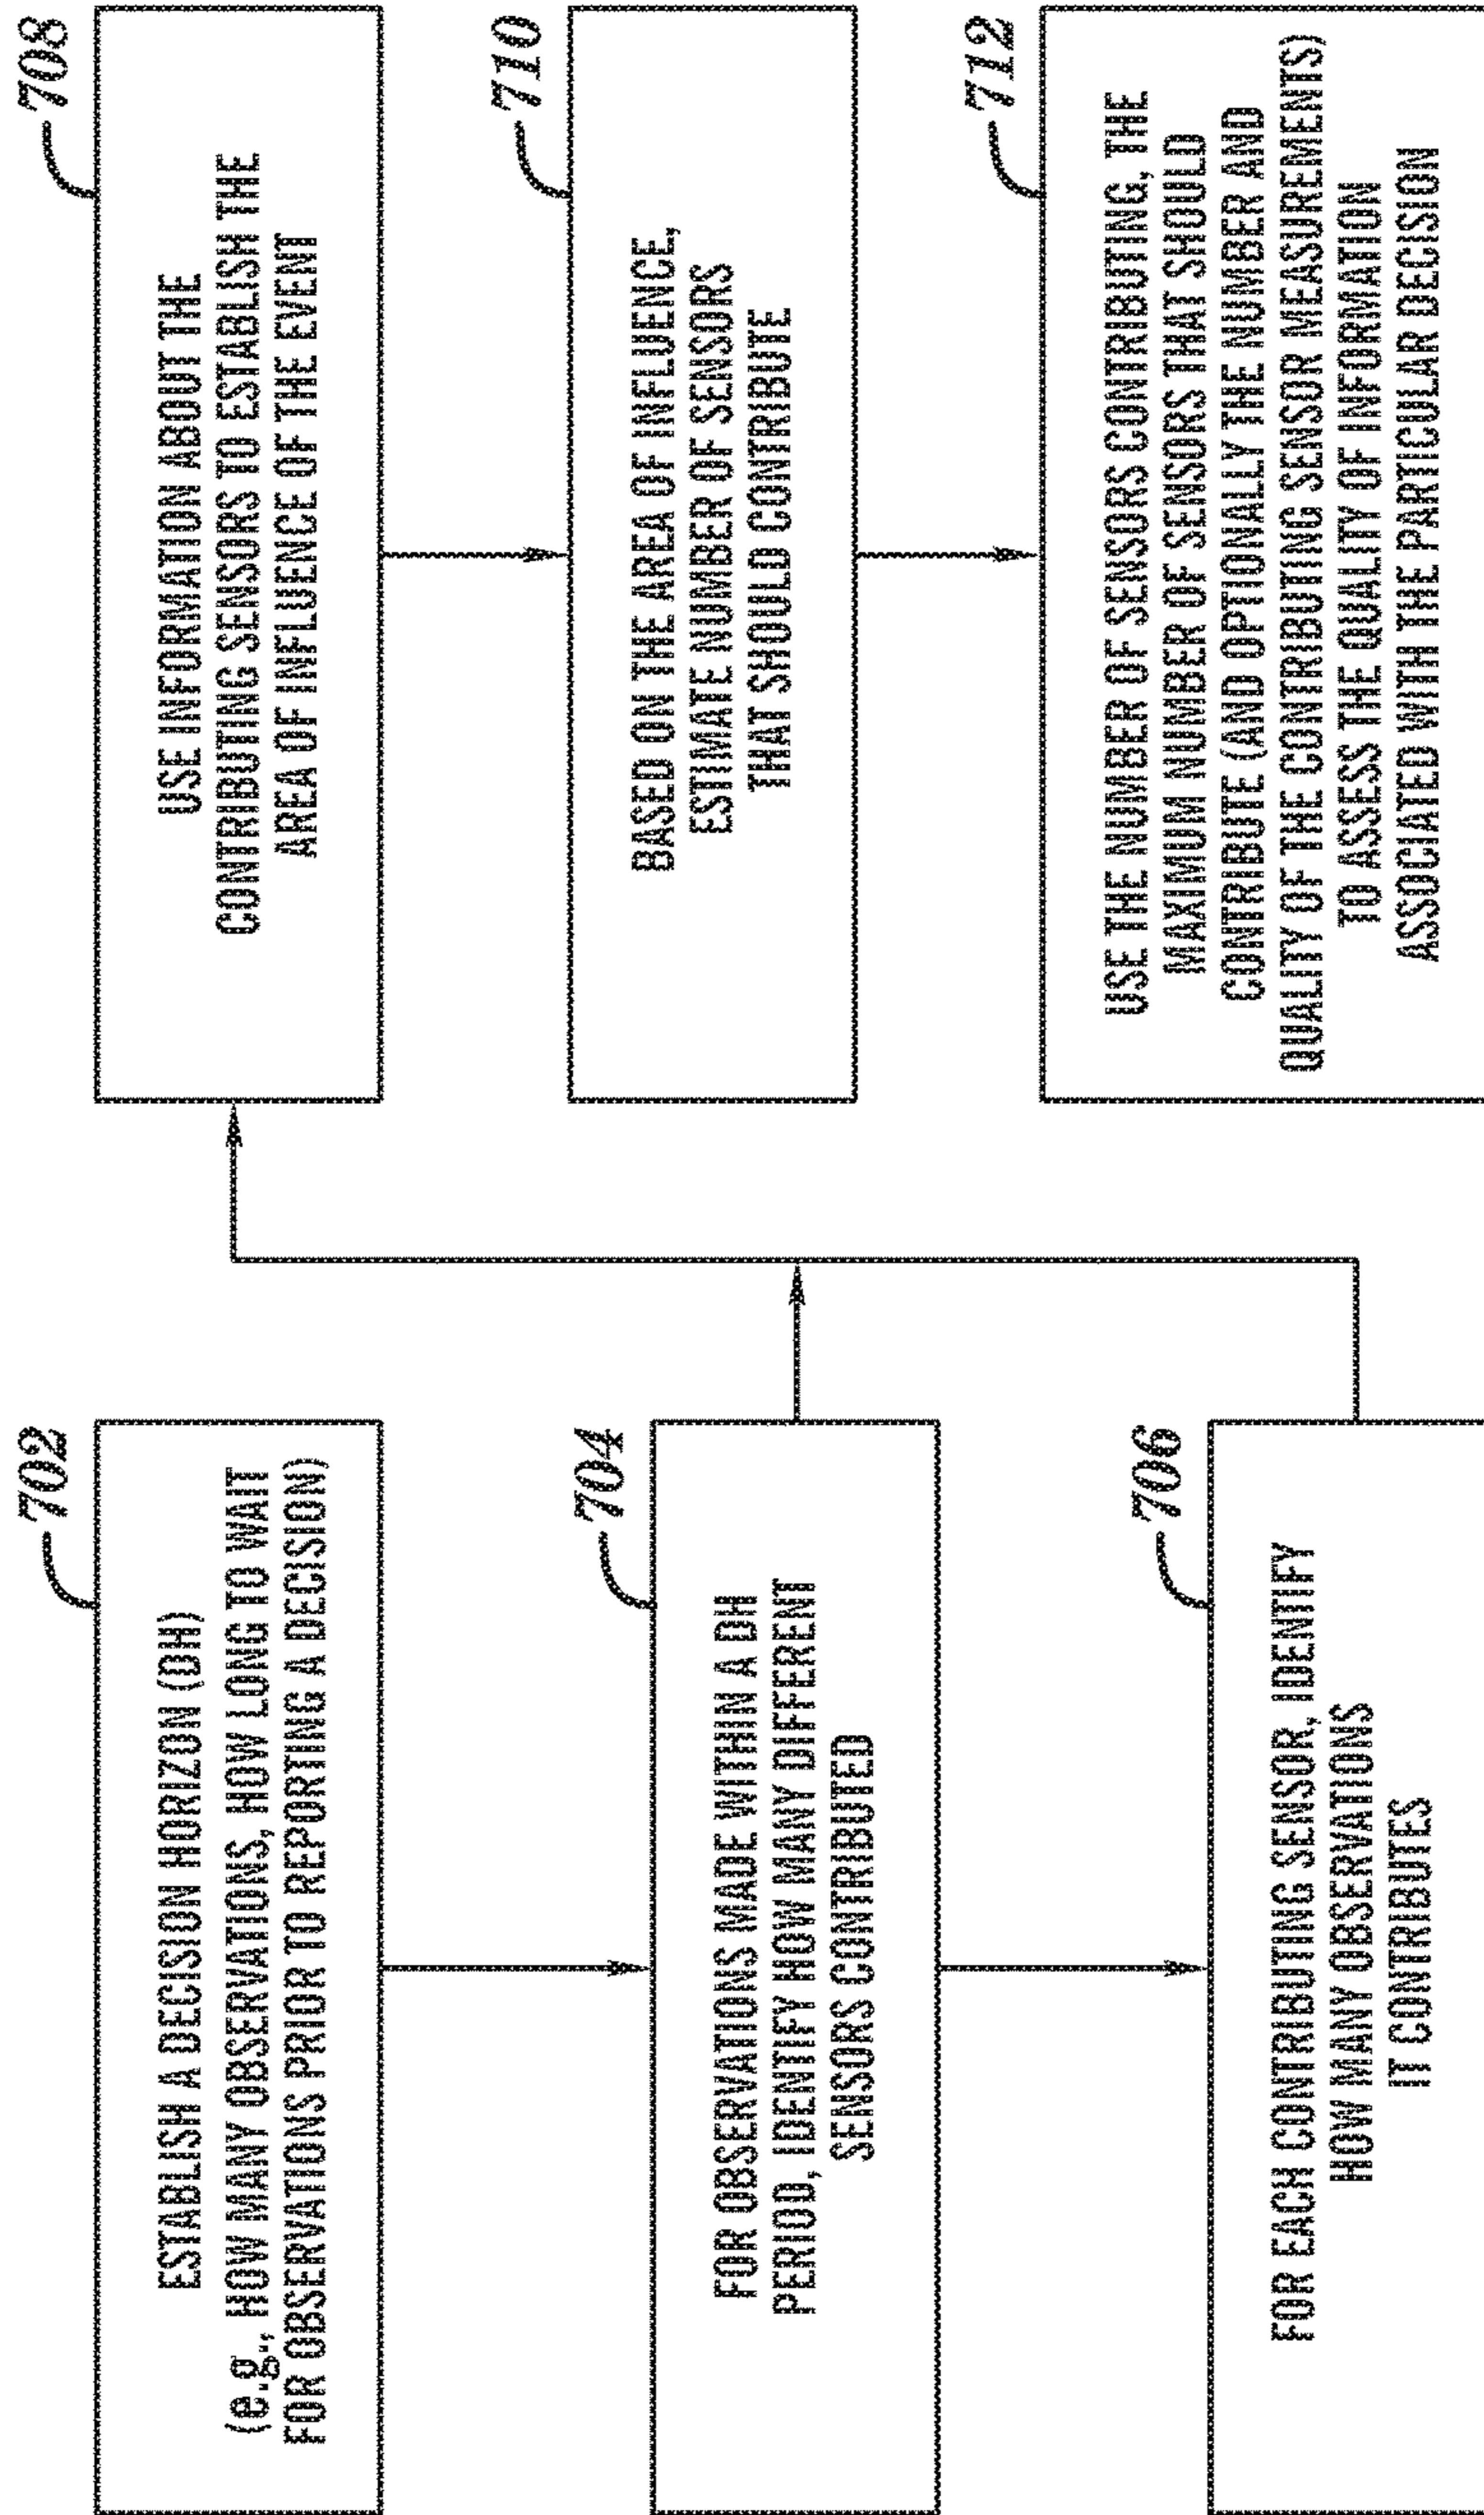 702
ESTABLISH A DECISION HORIZON (DH)
(e.g., HOW MANY OBSERVATIONS, HOW LONG TO WAIT
FOR OBSERVATIONS PRIOR TO REPORTING A DECISION)
704
FOR OBSERVATIONS MADE WITHIN A DH
PERIOD, IDENTIFY HOW MANY DIFFERENT
SENSORS CONTRIBUTED
706
FOR EACH CONTRIBUTING SENSOR, IDENTIFY
HOW MANY OBSERVATIONS
IT CONTRIBUTES
708
USE INFORMATION ABOUT THE
CONTRIBUTING SENSORS TO ESTABLISH THE
AREA OF INFLUENCE OF THE EVENT
710
BASED ON THE AREA OF INFLUENCE,
ESTIMATE NUMBER OF SENSORS
THAT SHOULD CONTRIBUTE
712
USE THE NUMBER OF SENSORS CONTRIBUTING, THE
MAXIMUM NUMBER OF SENSORS THAT SHOULD
CONTRIBUTE (AND OPTIONALLY THE NUMBER AND
QUALITY OF THE CONTRIBUTING SENSOR MEASUREMENTS)
TO ASSESS THE QUALITY OF INFORMATION
ASSOCIATED WITH THE PARTICULAR DECISION